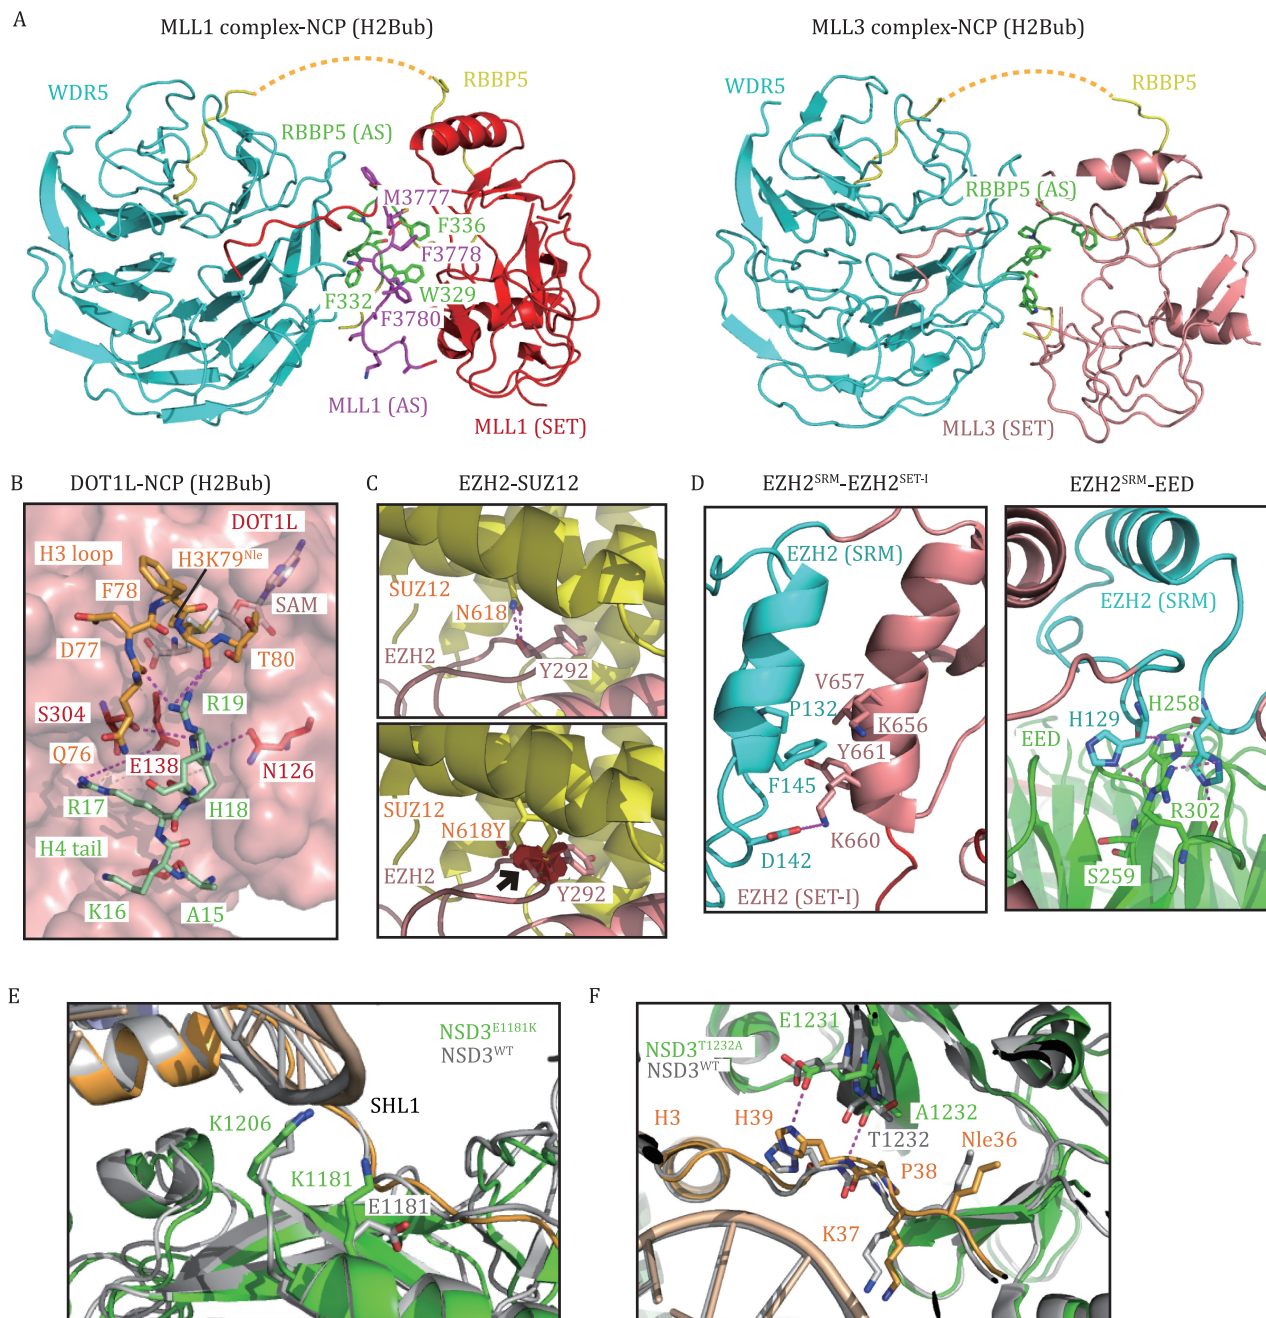 A
MLL1 complex-NCP (H2Bub)
MLL3 complex-NCP (H2Bub)
WDR5
RBBP5
RBBP5 (AS)
M3777
F336
F3778
F332
W329
F3780
MLL1 (AS)
MLL1 (SET)
WDR5
RBBP5
RBBP5 (AS)
MLL3 (SET)
B
DOT1L-NCP (H2Bub)
DOT1L
H3 loop
H3K79Nle
F78
SAM
D77
T80
R19
S304
Q76
E138
N126
R17
H18
H4 tail
K16
A15
C
EZH2-SUZ12
SUZ12
N618
EZH2
Y292
SUZ12
N618Y
EZH2
Y292
D
EZH2SRM-EZH2SET-I
EZH2SRM-EED
EZH2 (SRM)
V657
P132
K656
Y661
F145
K660
D142
EZH2 (SET-I)
EZH2 (SRM)
H258
H129
EED
R302
S259
E
NSD3E1181K
NSD3WT
SHL1
K1206
K1181
E1181
F
E1231
NSD3T1232A
NSD3WT
A1232
H3
H39
T1232
Nle36
P38
K37